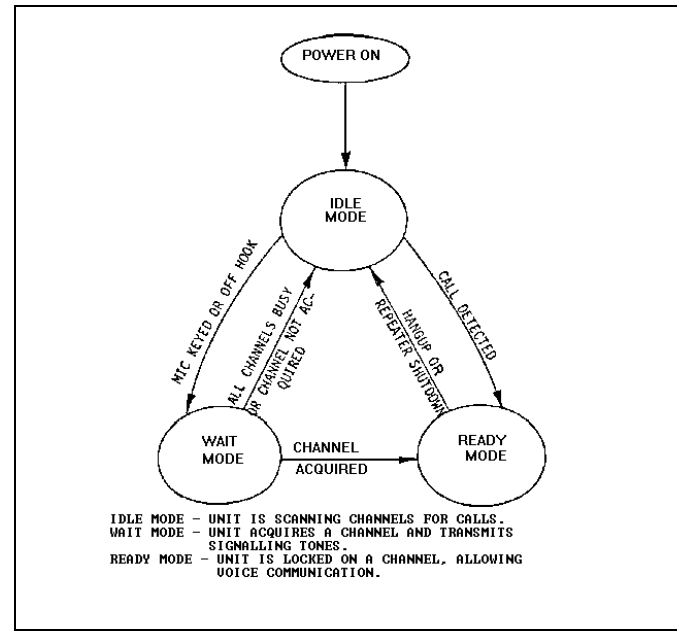 POWER ON
IDLE
MODE
MIC KEYED OR OFF HOOK
ALL CHANNELS BUSY
OR CHANNEL NOT AC-
QUIRED
HANGUP OR
REPEATER SHUTDOWN
CALL DETECTED
WAIT
MODE
CHANNEL
ACQUIRED
READY
MODE
IDLE MODE - UNIT IS SCANNING CHANNELS FOR CALLS.
WAIT MODE - UNIT ACQUIRES A CHANNEL AND TRANSMITS
SIGNALLING TONES.
READY MODE - UNIT IS LOCKED ON A CHANNEL, ALLOWING
VOICE COMMUNICATION.